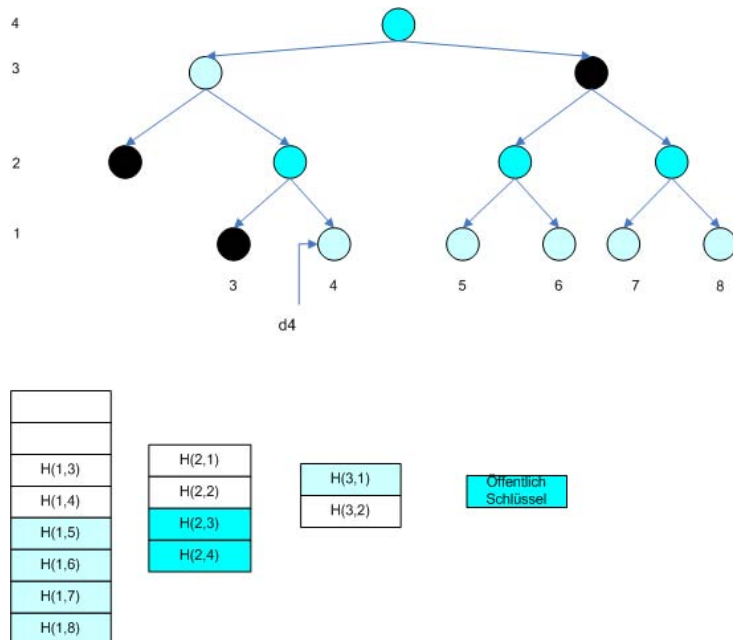 4
3
2
1
3 4 5 6 7 8
d4
H(1,3)
H(1,4)
H(1,5)
H(1,6)
H(1,7)
H(1,8)
H(2,1)
H(2,2)
H(2,3)
H(2,4)
H(3,1)
H(3,2)
Öffentlich
Schlüssel